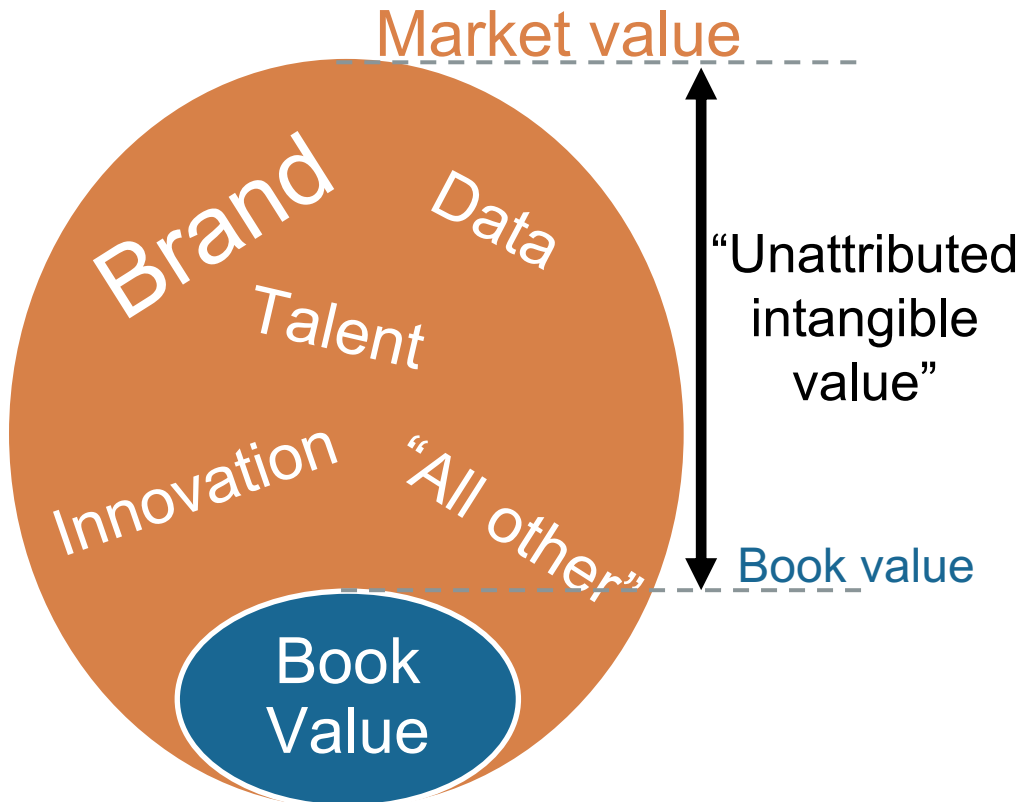 Market value
Brand
Data
Talent
“Unattributed
intangible
value”
Innovation
“All other”
Book value
Book
Value